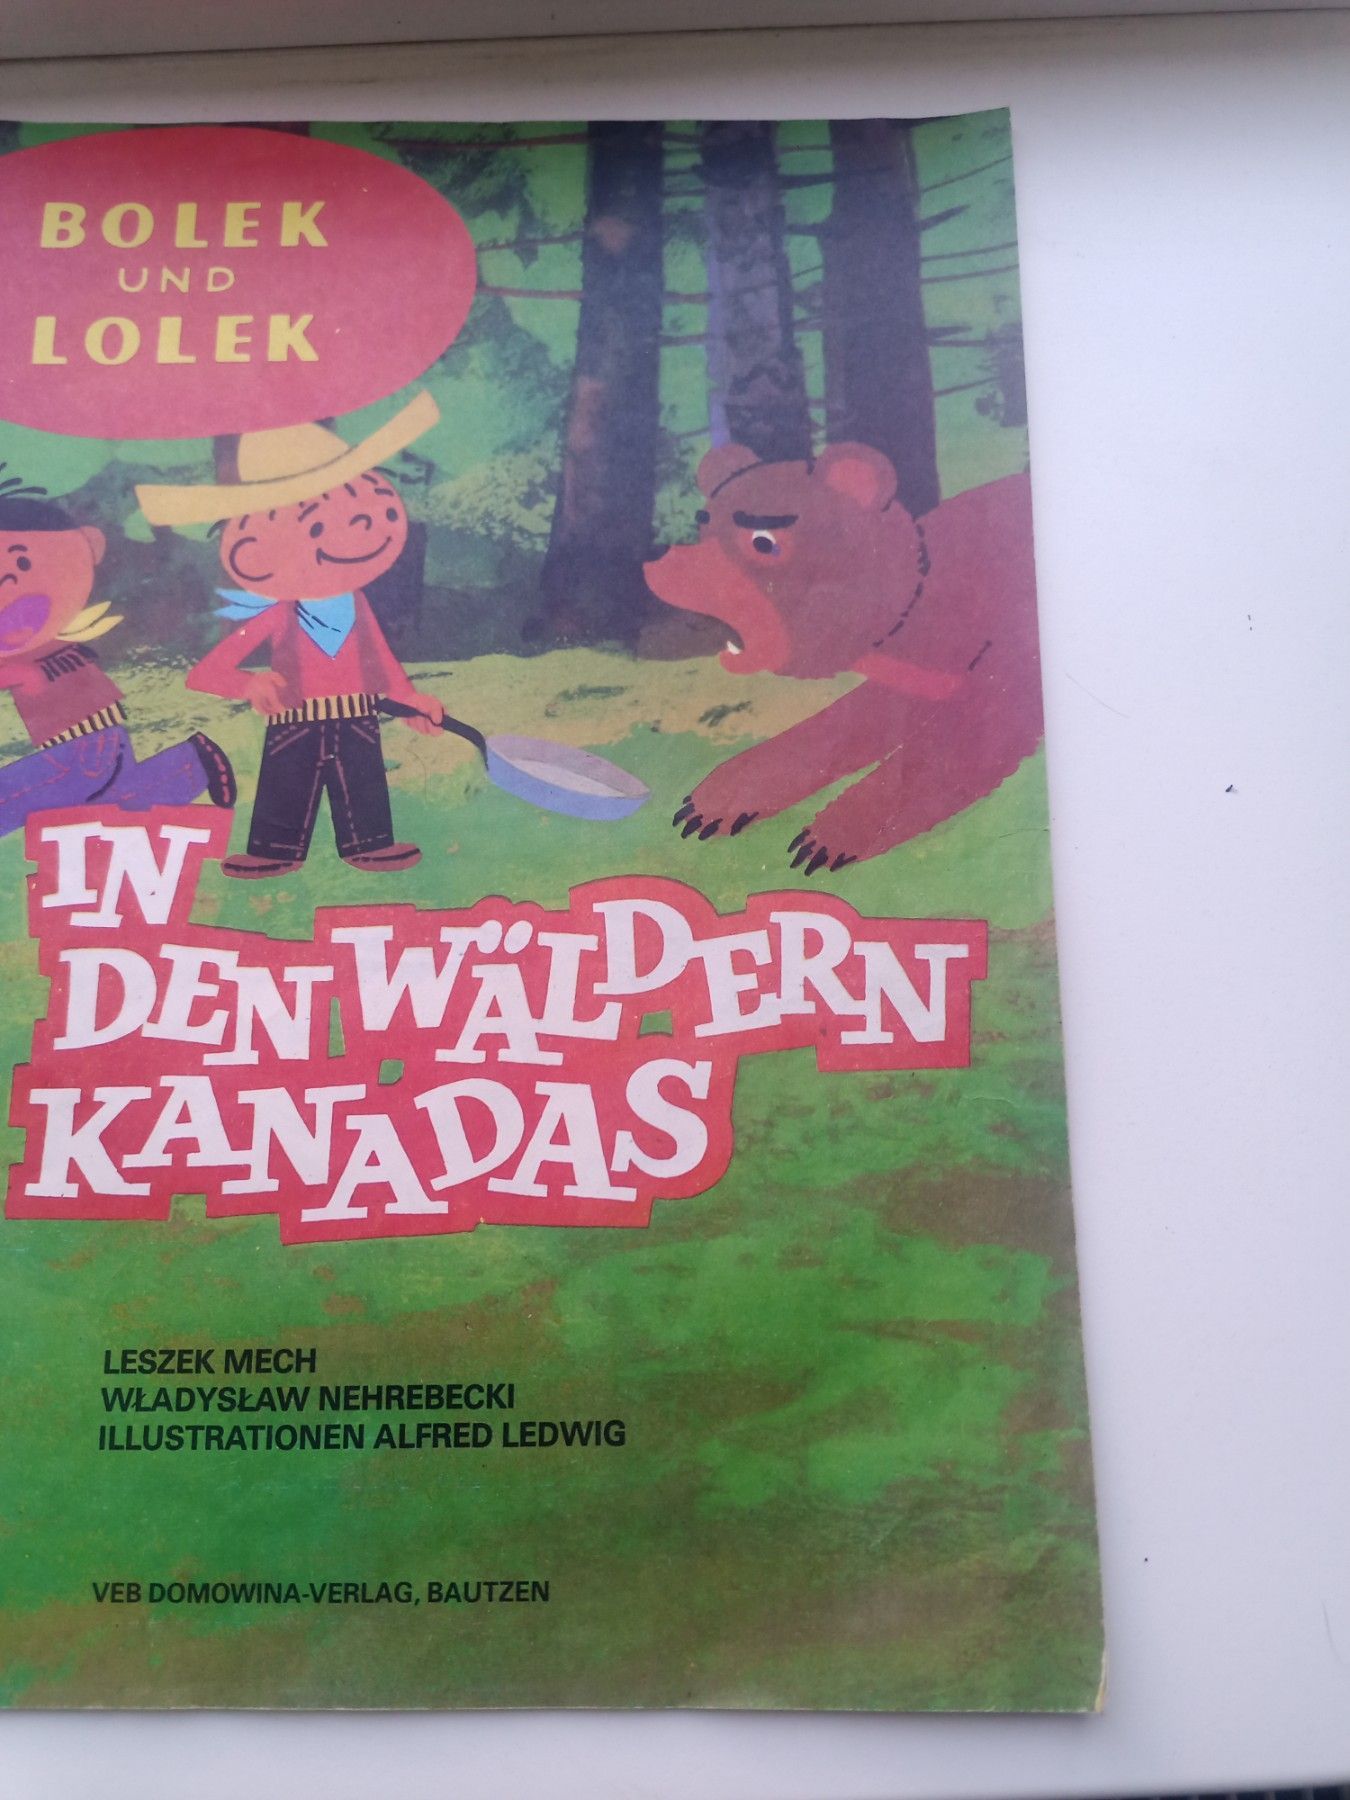 BOLEK
UND
LOLEK
IN
DEN WÄLDERN
KANADAS
LESZEK MECH
WŁADYSŁAW NEHREBECKI
ILLUSTRATIONEN ALFRED LEDWIG
VEB DOMOWINA-VERLAG, BAUTZEN